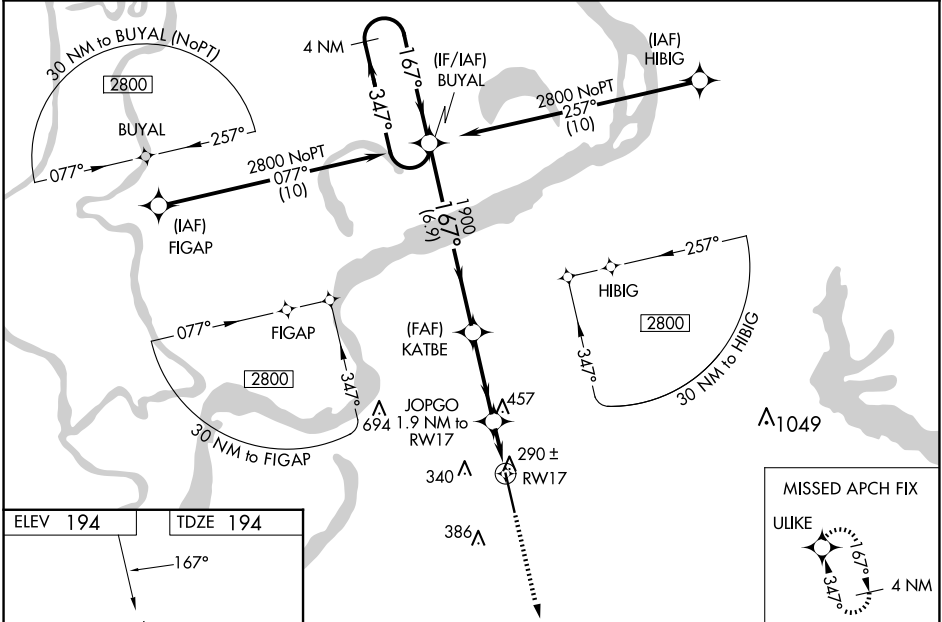 30 NM to BUYAL (NoPT)
2800
BUYAL
077°
257°
4 NM
167°
347°
(IF/IAF)
BUYAL
(IAF)
HIBIG
2800 NoPT
257°
(10)
2800 NoPT
077°
(10)
(IAF)
FIGAP
1900
167°
(6.9)
077°
FIGAP
2800
347°
30 NM to FIGAP
257°
HIBIG
2800
347°
30 NM to HIBIG
(FAF)
KATBE
JOPGO
1.9 NM to
RW17
457
694
290 ±
RW17
340
386
1049
ELEV 194
TDZE 194
167°
MISSED APCH FIX
ULIKE
167°
347°
4 NM